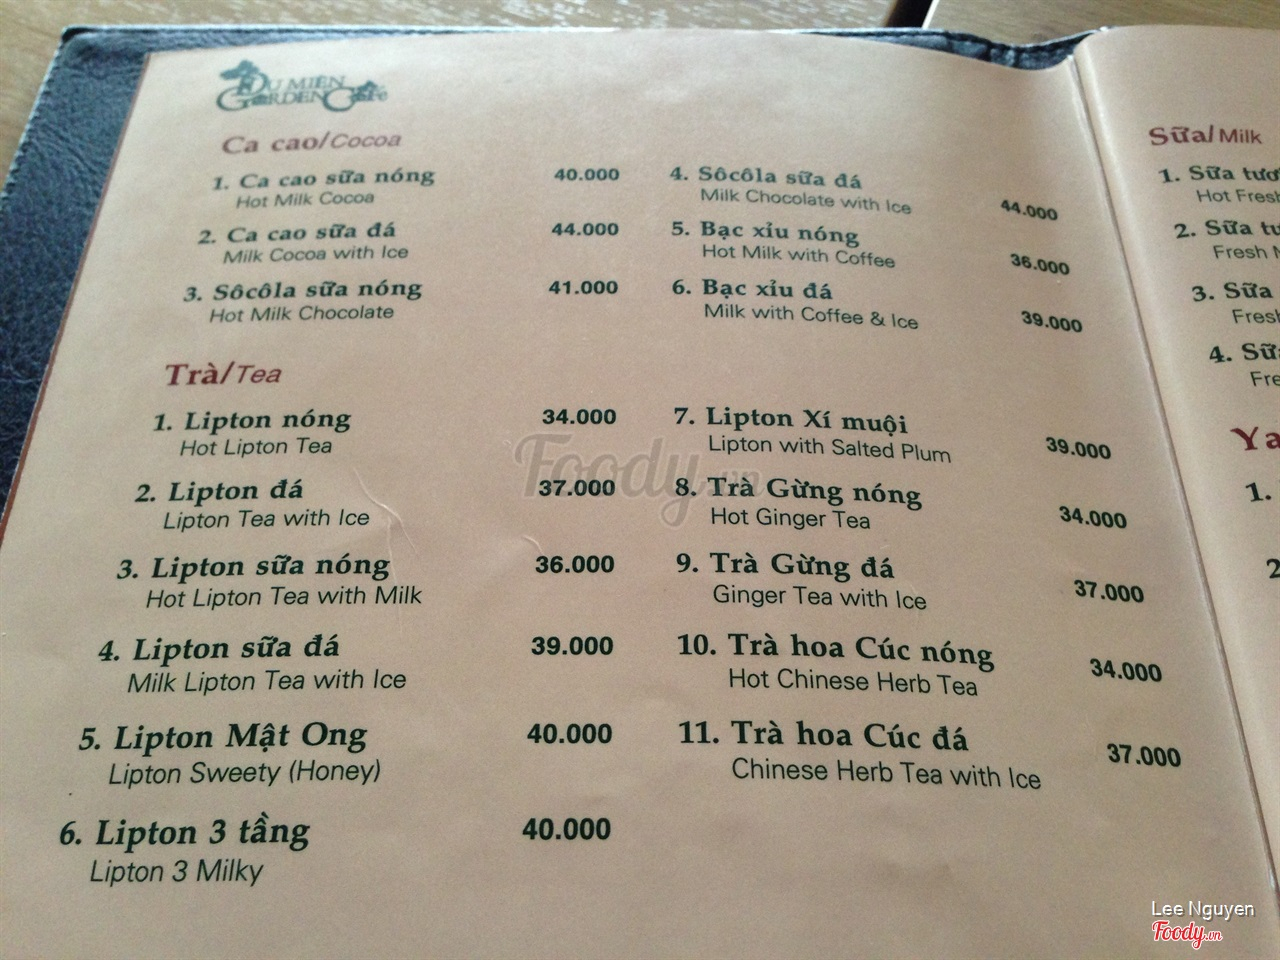 DU MIÊN
GARDEN Cafe
Ca cao/Cocoa
1. Ca cao sữa nóng 40.000
Hot Milk Cocoa
2. Ca cao sữa đá 44.000
Milk Cocoa with Ice
3. Sôcôla sữa nóng 41.000
Hot Milk Chocolate
4. Sôcôla sữa đá 44.000
Milk Chocolate with Ice
5. Bạc xỉu nóng 36.000
Hot Milk with Coffee
6. Bạc xỉu đá 39.000
Milk with Coffee & Ice
Trà/Tea
1. Lipton nóng 34.000
Hot Lipton Tea
2. Lipton đá 37.000
Lipton Tea with Ice
3. Lipton sữa nóng 36.000
Hot Lipton Tea with Milk
4. Lipton sữa đá 39.000
Milk Lipton Tea with Ice
5. Lipton Mật Ong 40.000
Lipton Sweety (Honey)
6. Lipton 3 tầng 40.000
Lipton 3 Milky
7. Lipton Xí muội 39.000
Lipton with Salted Plum
8. Trà Gừng nóng 34.000
Hot Ginger Tea
9. Trà Gừng đá 37.000
Ginger Tea with Ice
10. Trà hoa Cúc nóng 34.000
Hot Chinese Herb Tea
11. Trà hoa Cúc đá 37.000
Chinese Herb Tea with Ice
Sữa/Milk
1. Sữa
Hot
2. Sữa
Fresh
3. Sữa
4. Sữa
1.
2
Foody.vn
Lee Nguyen
Foody.vn